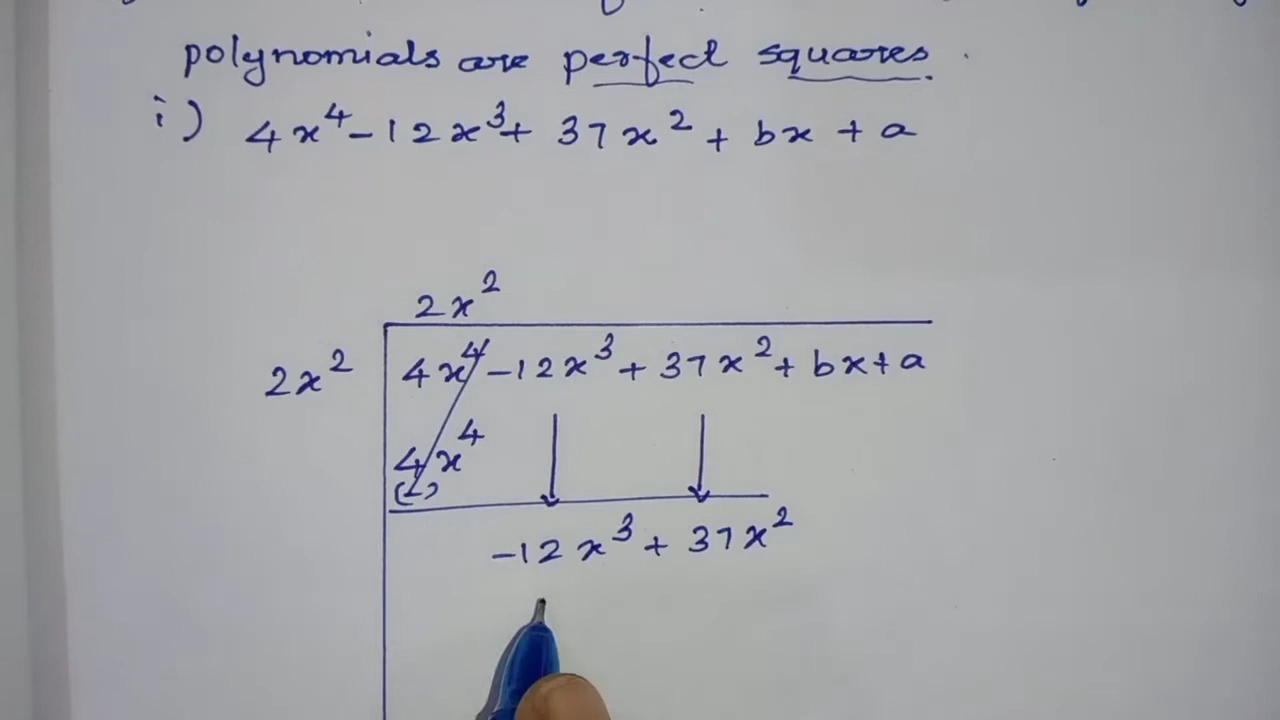 polynomials are perfect squares.
i) 4x⁴ - 12x³ + 37x² + bx + a
2x²
2x² 4x⁴ - 12x³ + 37x² + bx + a
4x⁴
(-)
-12x³ + 37x²